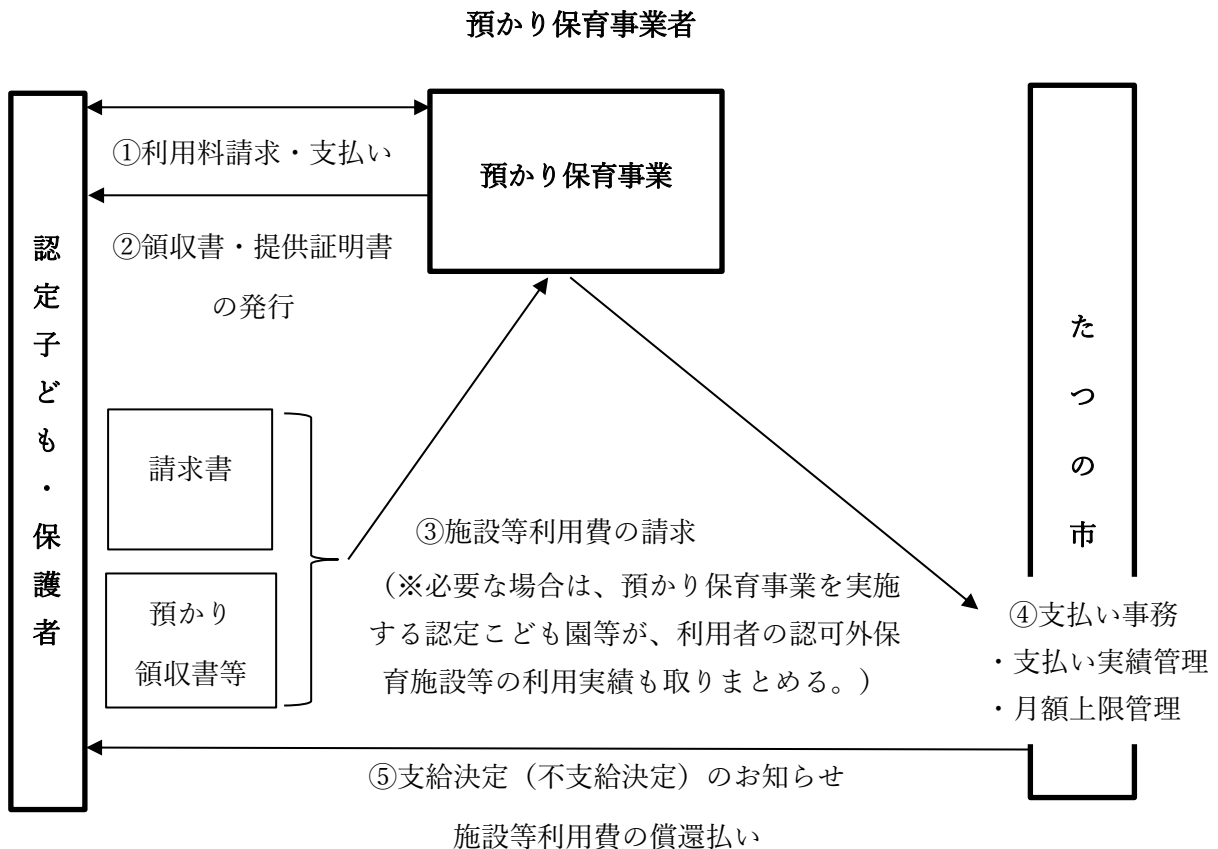 預かり保育事業者
①利用料請求・支払い
預かり保育事業
②領収書・提供証明書
の発行
認定子ども・保護者
たつの市
請求書
預かり
領収書等
③施設等利用費の請求
（※必要な場合は、預かり保育事業を実施
する認定こども園等が、利用者の認可外保
育施設等の利用実績も取りまとめる。）
④支払い事務
・支払い実績管理
・月額上限管理
⑤支給決定（不支給決定）のお知らせ
施設等利用費の償還払い